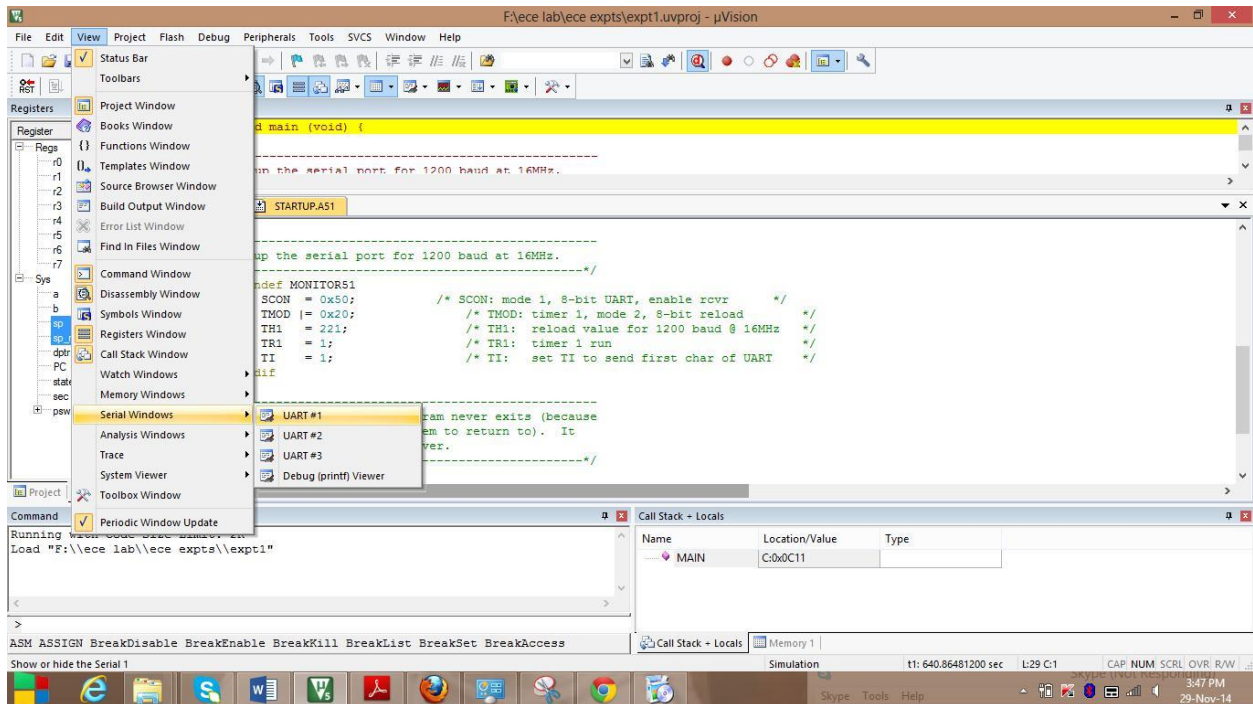 F:\ece lab\ece expts\expt1.uvproj - µVision
File Edit View Project Flash Debug Peripherals Tools SVCS Window Help
Status Bar
Toolbars
Project Window
Books Window
Functions Window
Templates Window
Source Browser Window
Build Output Window
Error List Window
Find In Files Window
Command Window
Disassembly Window
Symbols Window
Registers Window
Call Stack Window
Watch Windows
Memory Windows
Serial Windows
Analysis Windows
Trace
System Viewer
Toolbox Window
Periodic Window Update
UART #1
UART #2
UART #3
Debug (printf) Viewer
RST
Registers
Register
Regs
r0
r1
r2
r3
r4
r5
r6
r7
Sys
a
b
sp
dptr
PC
sec
psw
Project
main (void) {
the serial port for 1200 baud at 16MHz.
STARTUP.A51
------------------------------------------------
up the serial port for 1200 baud at 16MHz.
------------------------------------------------*/
ndef MONITOR51
SCON = 0x50; /* SCON: mode 1, 8-bit UART, enable rcvr */
TMOD |= 0x20; /* TMOD: timer 1, mode 2, 8-bit reload */
TH1 = 221; /* TH1: reload value for 1200 baud @ 16MHz */
TR1 = 1; /* TR1: timer 1 run */
TI = 1; /* TI: set TI to send first char of UART */
dif
------------------------------------------------
ram never exits (because
em to return to). It
ver.
------------------------*/
Command
Running with Code Size Limit: 2K
Load "F:\\ece lab\\ece expts\\expt1"
>
ASM ASSIGN BreakDisable BreakEnable BreakKill BreakList BreakSet BreakAccess
Call Stack + Locals
Name Location/Value Type
MAIN C:0x0C11
Call Stack + Locals Memory 1
Show or hide the Serial 1
Simulation t1: 640.86481200 sec L:29 C:1 CAP NUM SCRL OVR R/W
Skype (Not Responding)
Skype Tools Help
3:47 PM
29-Nov-14